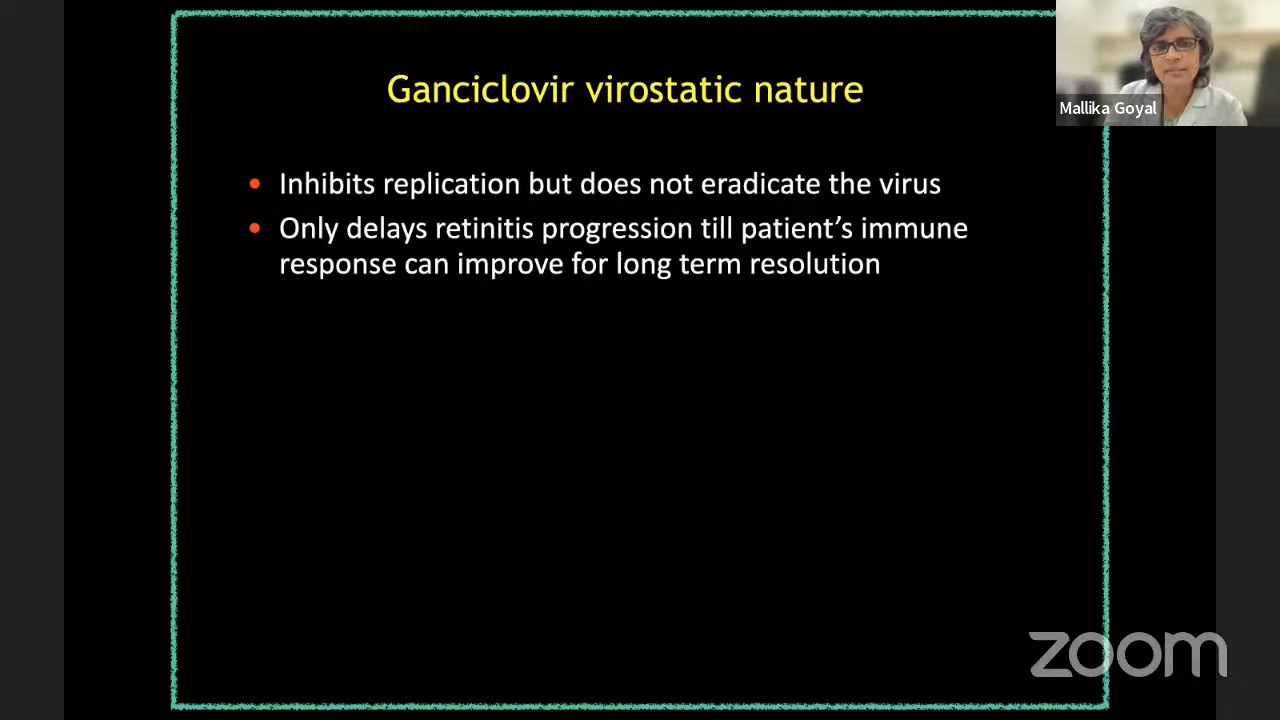 Ganciclovir virostatic nature
Mallika Goyal
• Inhibits replication but does not eradicate the virus
• Only delays retinitis progression till patient's immune
response can improve for long term resolution
zoom